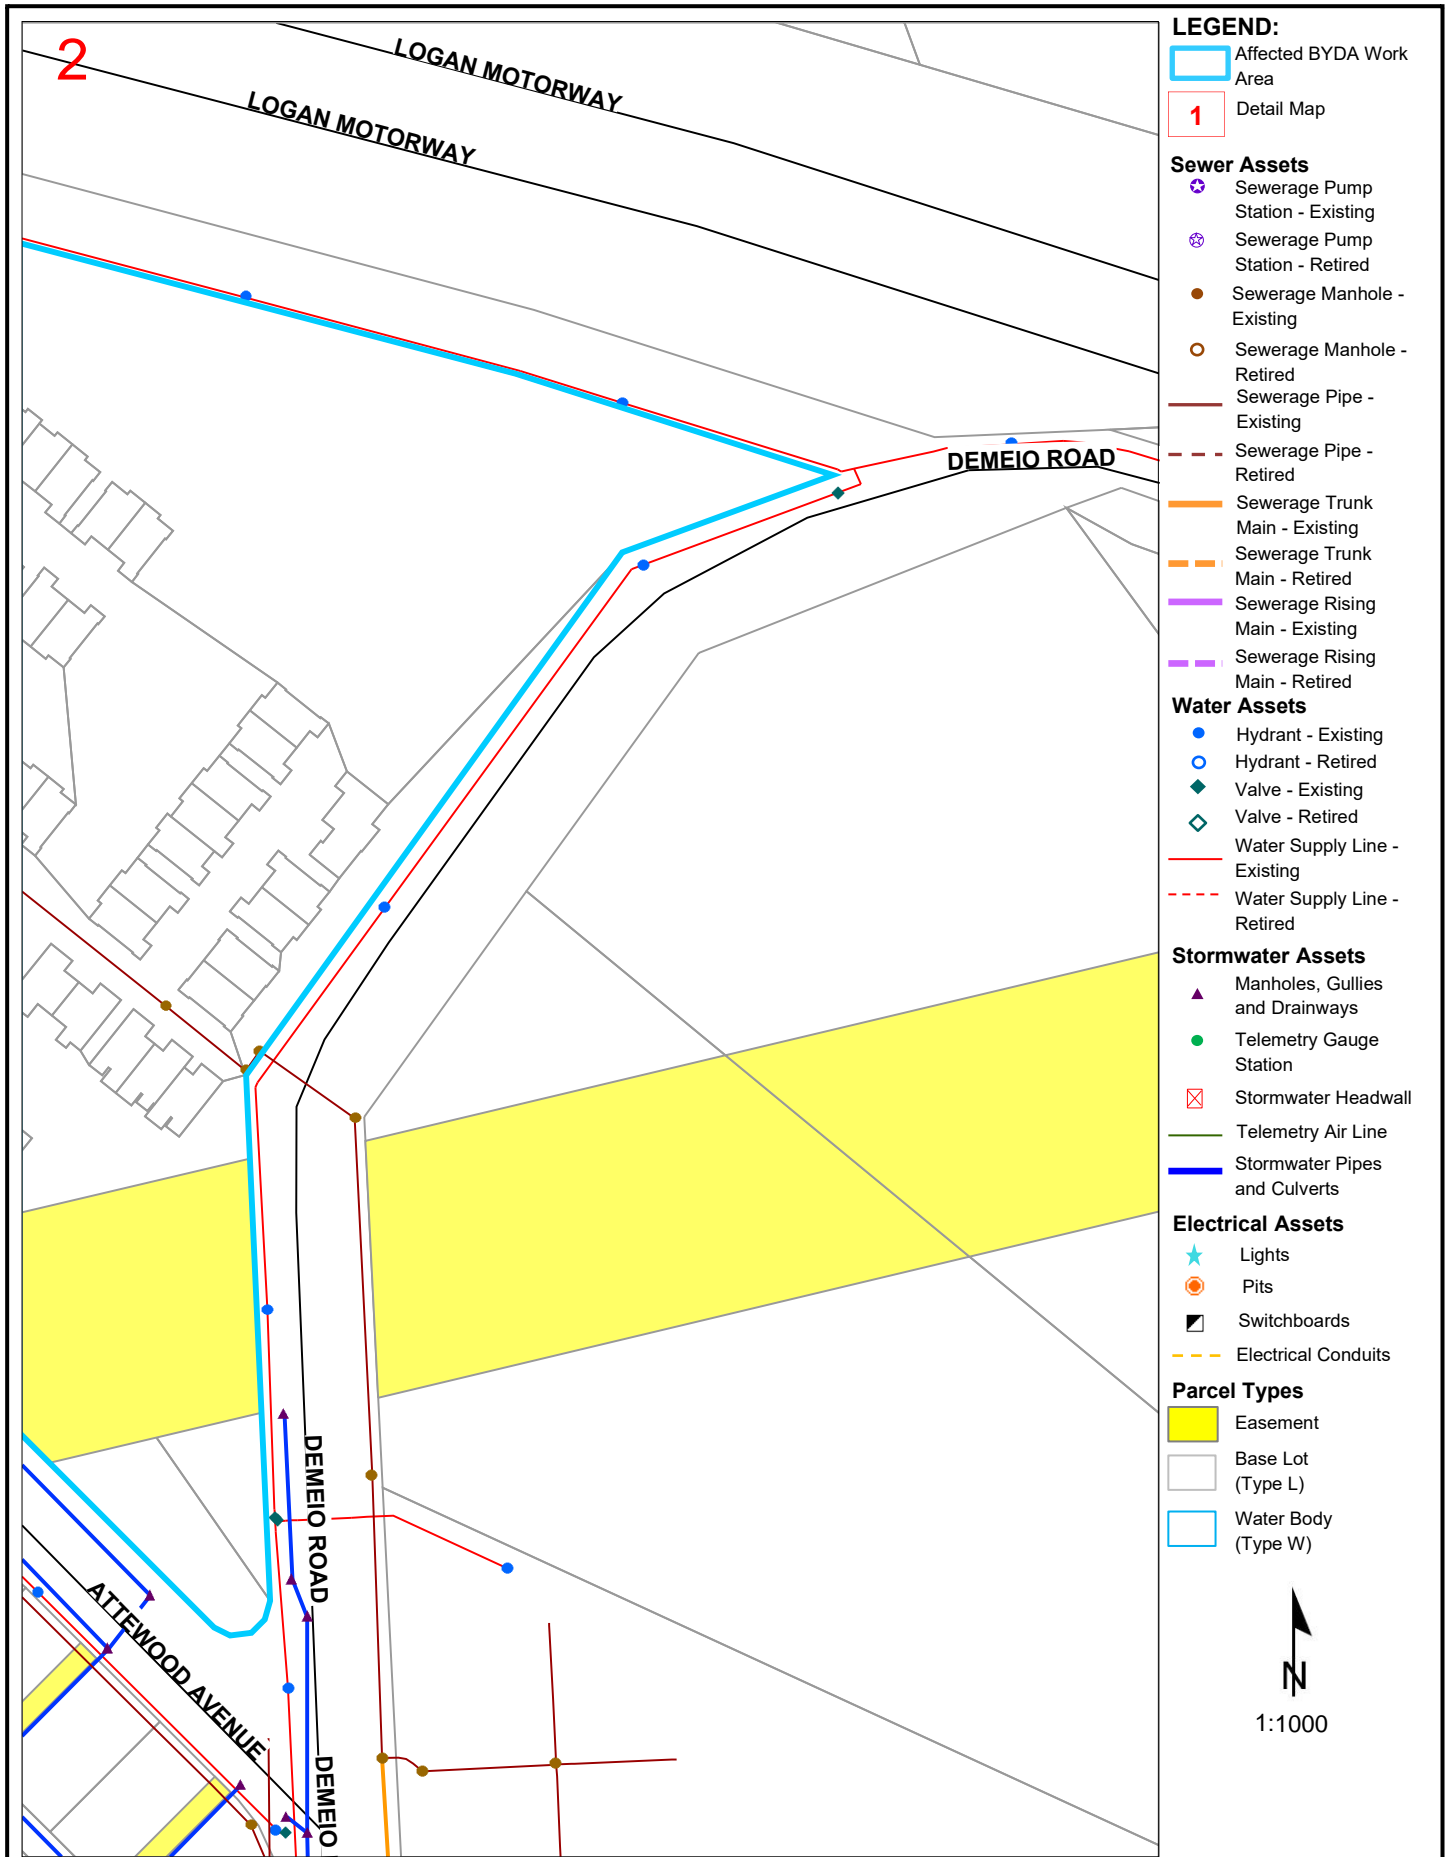 2
LOGAN MOTORWAY
LOGAN MOTORWAY
DEMEIO ROAD
DEMEIO ROAD
ATTEWOOD AVENUE
DEMEIO
LEGEND:
Affected BYDA Work
Area
1
Detail Map
Sewer Assets
Sewerage Pump
Station - Existing
Sewerage Pump
Station - Retired
Sewerage Manhole -
Existing
Sewerage Manhole -
Retired
Sewerage Pipe -
Existing
Sewerage Pipe -
Retired
Sewerage Trunk
Main - Existing
Sewerage Trunk
Main - Retired
Sewerage Rising
Main - Existing
Sewerage Rising
Main - Retired
Water Assets
Hydrant - Existing
Hydrant - Retired
Valve - Existing
Valve - Retired
Water Supply Line -
Existing
Water Supply Line -
Retired
Stormwater Assets
Manholes, Gullies
and Drainways
Telemetry Gauge
Station
Stormwater Headwall
Telemetry Air Line
Stormwater Pipes
and Culverts
Electrical Assets
Lights
Pits
Switchboards
Electrical Conduits
Parcel Types
Easement
Base Lot
(Type L)
Water Body
(Type W)
N
1:1000